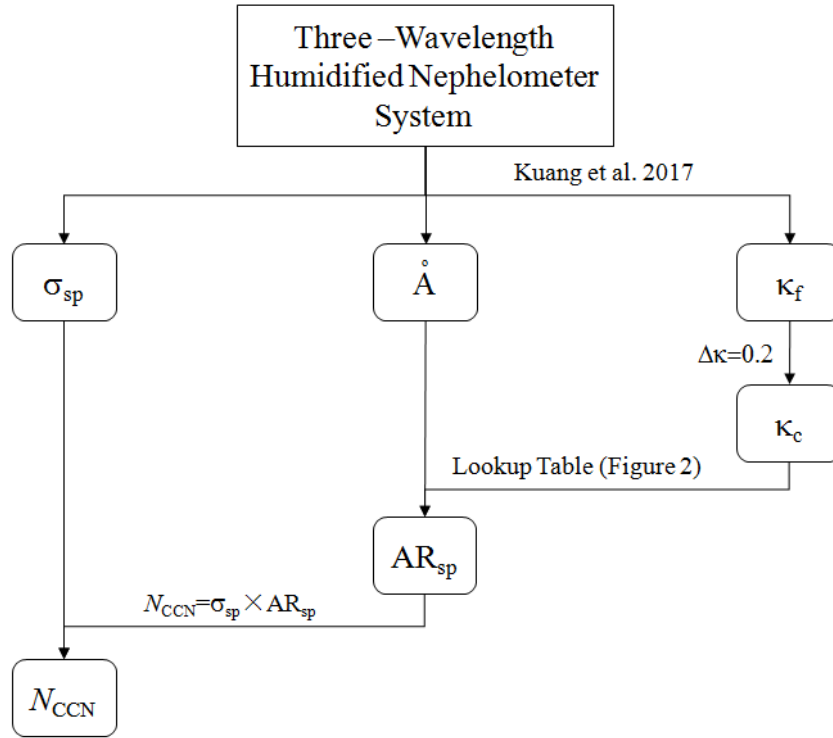 Three –Wavelength
Humidified Nephelometer
System
Kuang et al. 2017
σsp
Å
κf
Δκ=0.2
κc
Lookup Table (Figure 2)
ARsp
NCCN=σsp×ARsp
NCCN